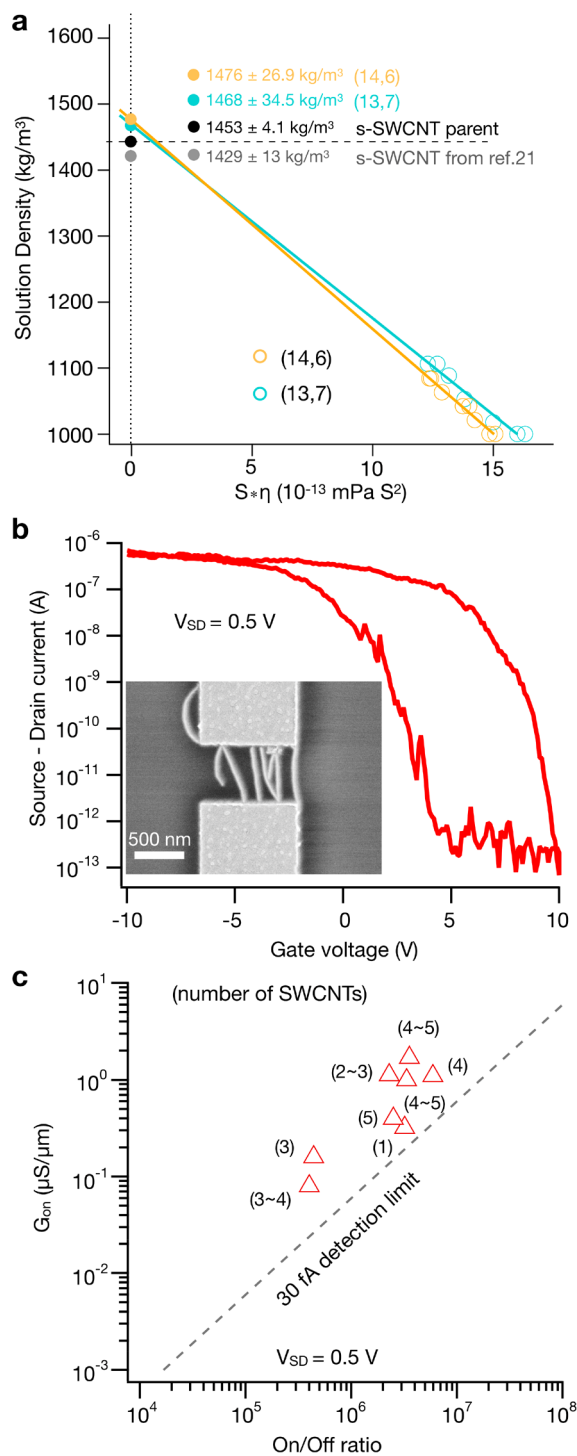 a
1600
1500
1400
1300
1200
1100
1000
Solution Density (kg/m³)
1476 ± 26.9 kg/m³ (14,6)
1468 ± 34.5 kg/m³ (13,7)
1453 ± 4.1 kg/m³ s-SWCNT parent
1429 ± 13 kg/m³ s-SWCNT from ref.21
(14,6)
(13,7)
0 5 10 15
S*η (10⁻¹³ mPa S²)
b
10⁻⁶
10⁻⁷
10⁻⁸
10⁻⁹
10⁻¹⁰
10⁻¹¹
10⁻¹²
10⁻¹³
Source - Drain current (A)
V_SD = 0.5 V
500 nm
-10 -5 0 5 10
Gate voltage (V)
c
10¹
10⁰
10⁻¹
10⁻²
10⁻³
G_on (µS/µm)
(number of SWCNTs)
(4~5)
(2~3) (4)
(4~5)
(5)
(1)
(3)
(3~4)
30 fA detection limit
V_SD = 0.5 V
10⁴ 10⁵ 10⁶ 10⁷ 10⁸
On/Off ratio